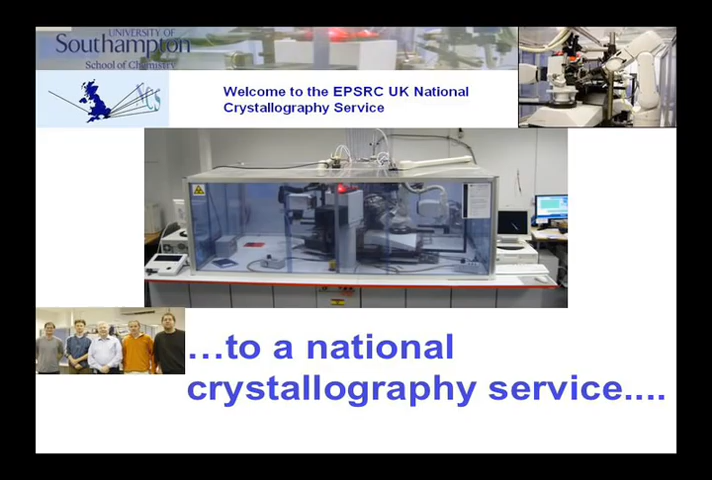 UNIVERSITY OF
Southampton
School of Chemistry
NCS
Welcome to the EPSRC UK National
Crystallography Service
...to a national
crystallography service....